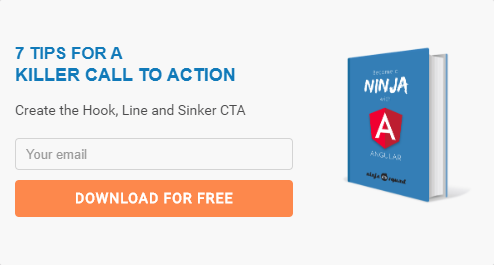 7 TIPS FOR A
KILLER CALL TO ACTION
Create the Hook, Line and Sinker CTA
Your email
DOWNLOAD FOR FREE
Become a
NINJA
with
A
ANGULAR
ninja squad